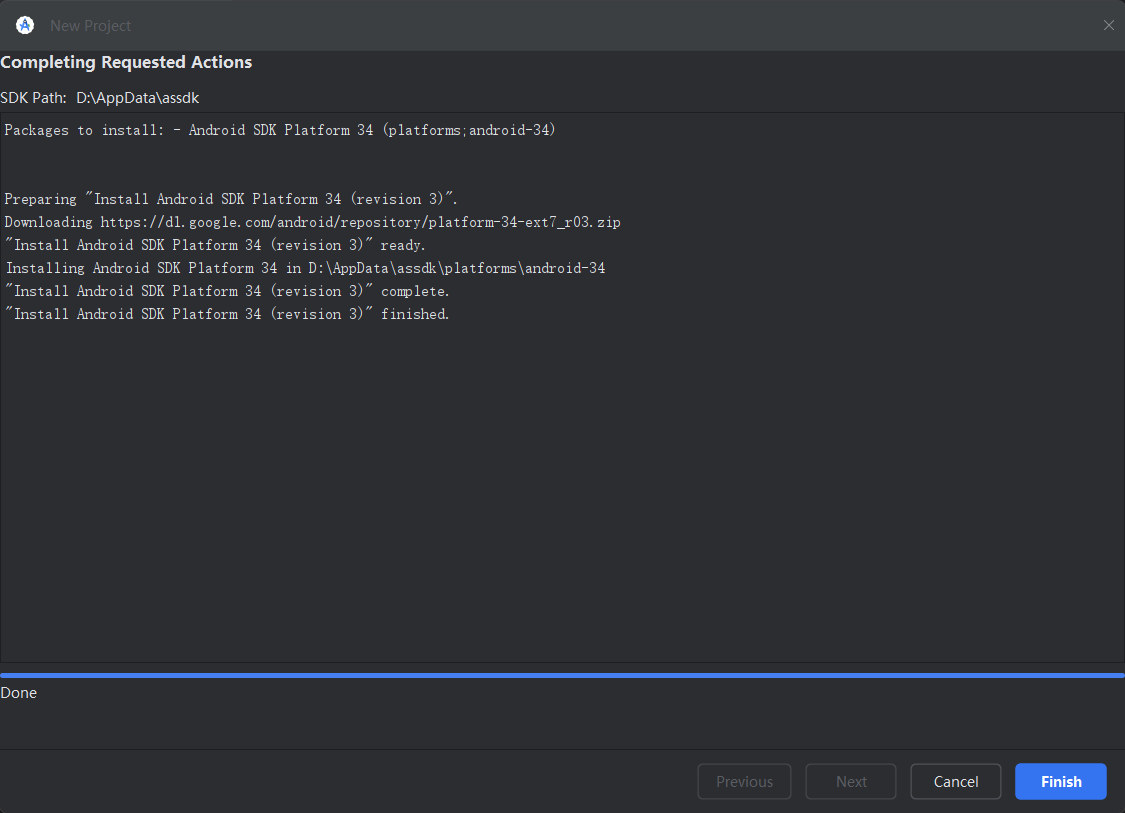 New Project
Completing Requested Actions
SDK Path: D:\AppData\assdk
Packages to install: - Android SDK Platform 34 (platforms;android-34)
Preparing "Install Android SDK Platform 34 (revision 3)".
Downloading https://dl.google.com/android/repository/platform-34-ext7_r03.zip
"Install Android SDK Platform 34 (revision 3)" ready.
Installing Android SDK Platform 34 in D:\AppData\assdk\platforms\android-34
"Install Android SDK Platform 34 (revision 3)" complete.
"Install Android SDK Platform 34 (revision 3)" finished.
Done
Previous Next Cancel Finish